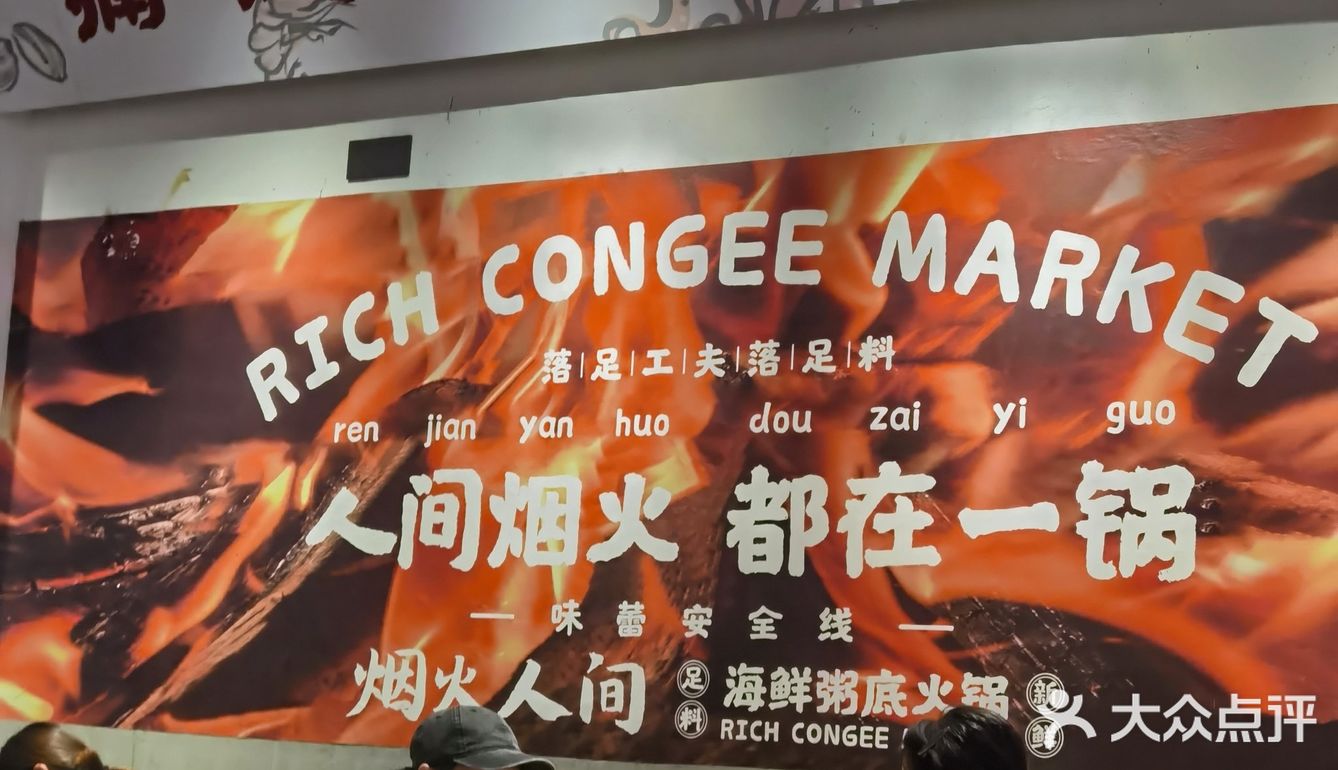 RICH CONGEE MARKET
落|足|工|夫|落|足|料
ren jian yan huo dou zai yi guo
人间烟火 都在一锅
— 味蕾安全线 —
烟火人间 足料 海鲜粥底火锅 新鲜
RICH CONGEE
大众点评